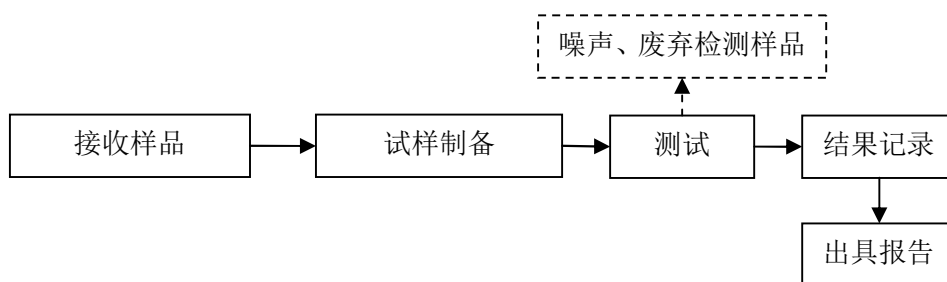 噪声、废弃检测样品
接收样品
试样制备
测试
结果记录
出具报告